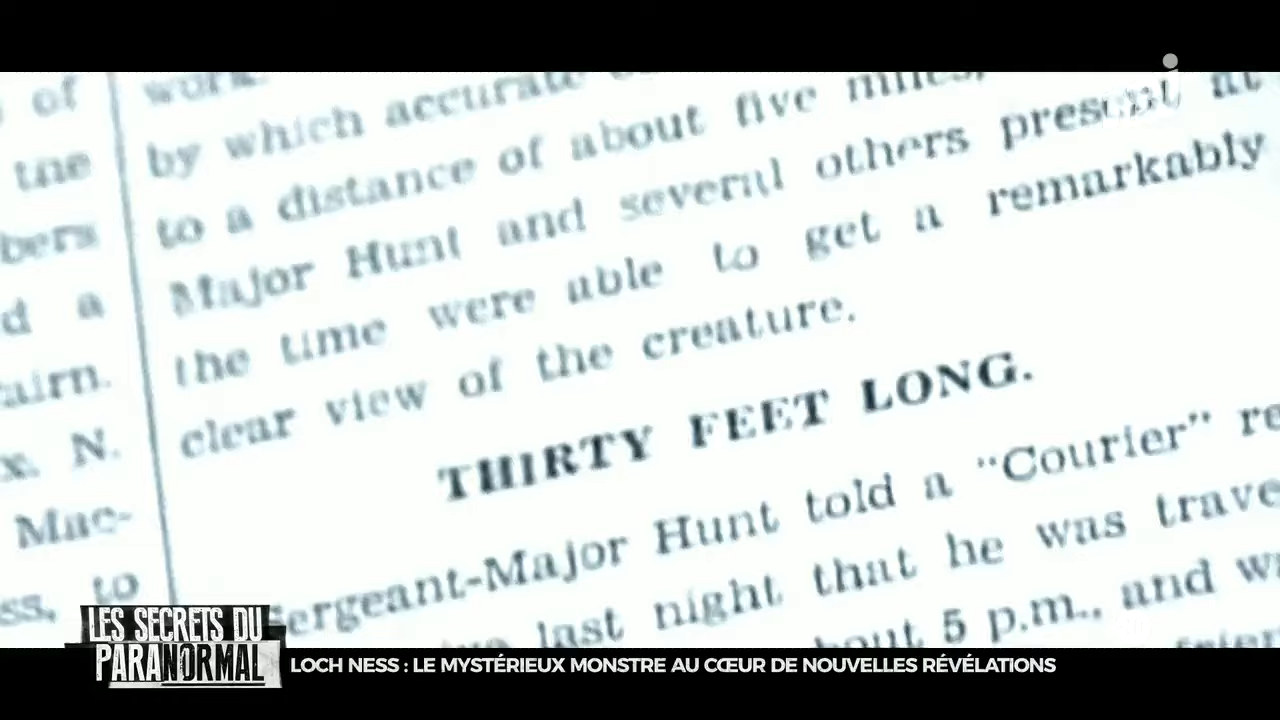 of
work.
the
by which accurate
to a distance of about five miles,
bers
Major Hunt and several others present at
d a
the time were able to get a remarkably
airn.
clear view of the creature.
x. N.
THIRTY FEET LONG.
Mac-
Sergeant-Major Hunt told a "Courier" re
ss, to
last night that he was trave
bout 5 p.m., and w
LES SECRETS DU
PARANORMAL
LOCH NESS : LE MYSTÉRIEUX MONSTRE AU CŒUR DE NOUVELLES RÉVÉLATIONS